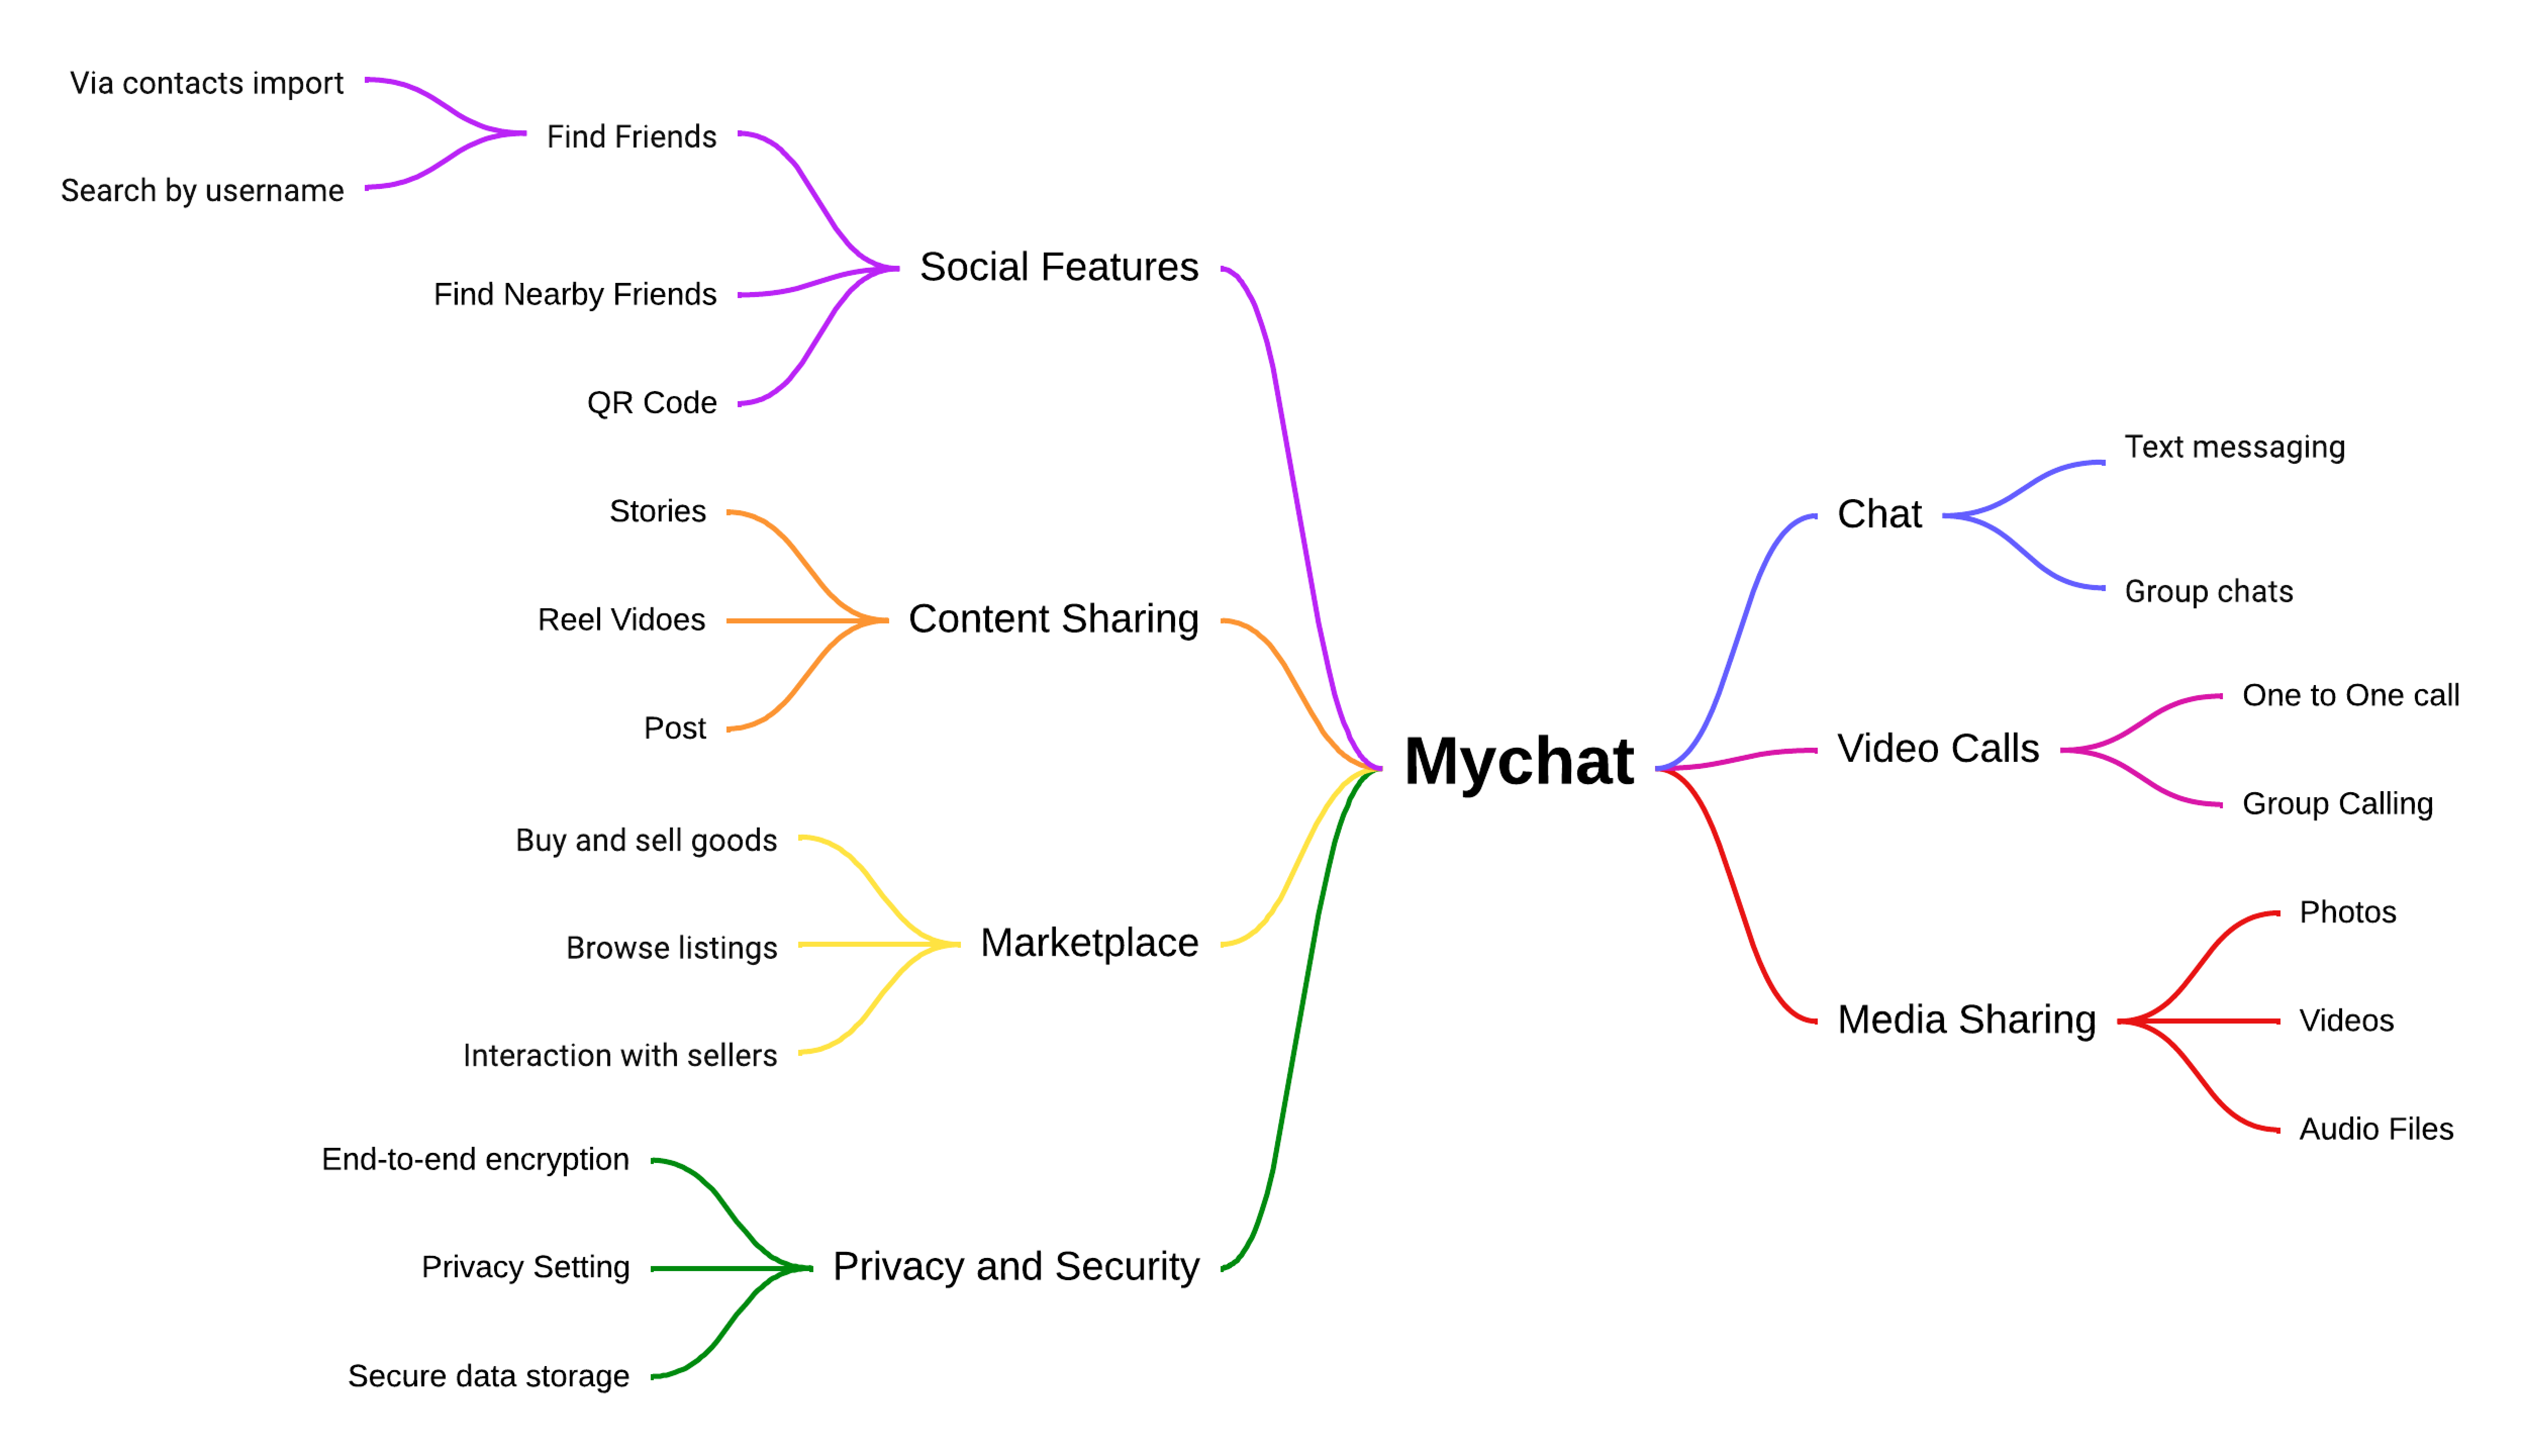 Via contacts import
Find Friends
Search by username
Social Features
Find Nearby Friends
QR Code
Stories
Reel Vidoes
Content Sharing
Post
Mychat
Buy and sell goods
Browse listings
Marketplace
Interaction with sellers
End-to-end encryption
Privacy Setting
Privacy and Security
Secure data storage
Text messaging
Chat
Group chats
One to One call
Video Calls
Group Calling
Photos
Media Sharing
Videos
Audio Files